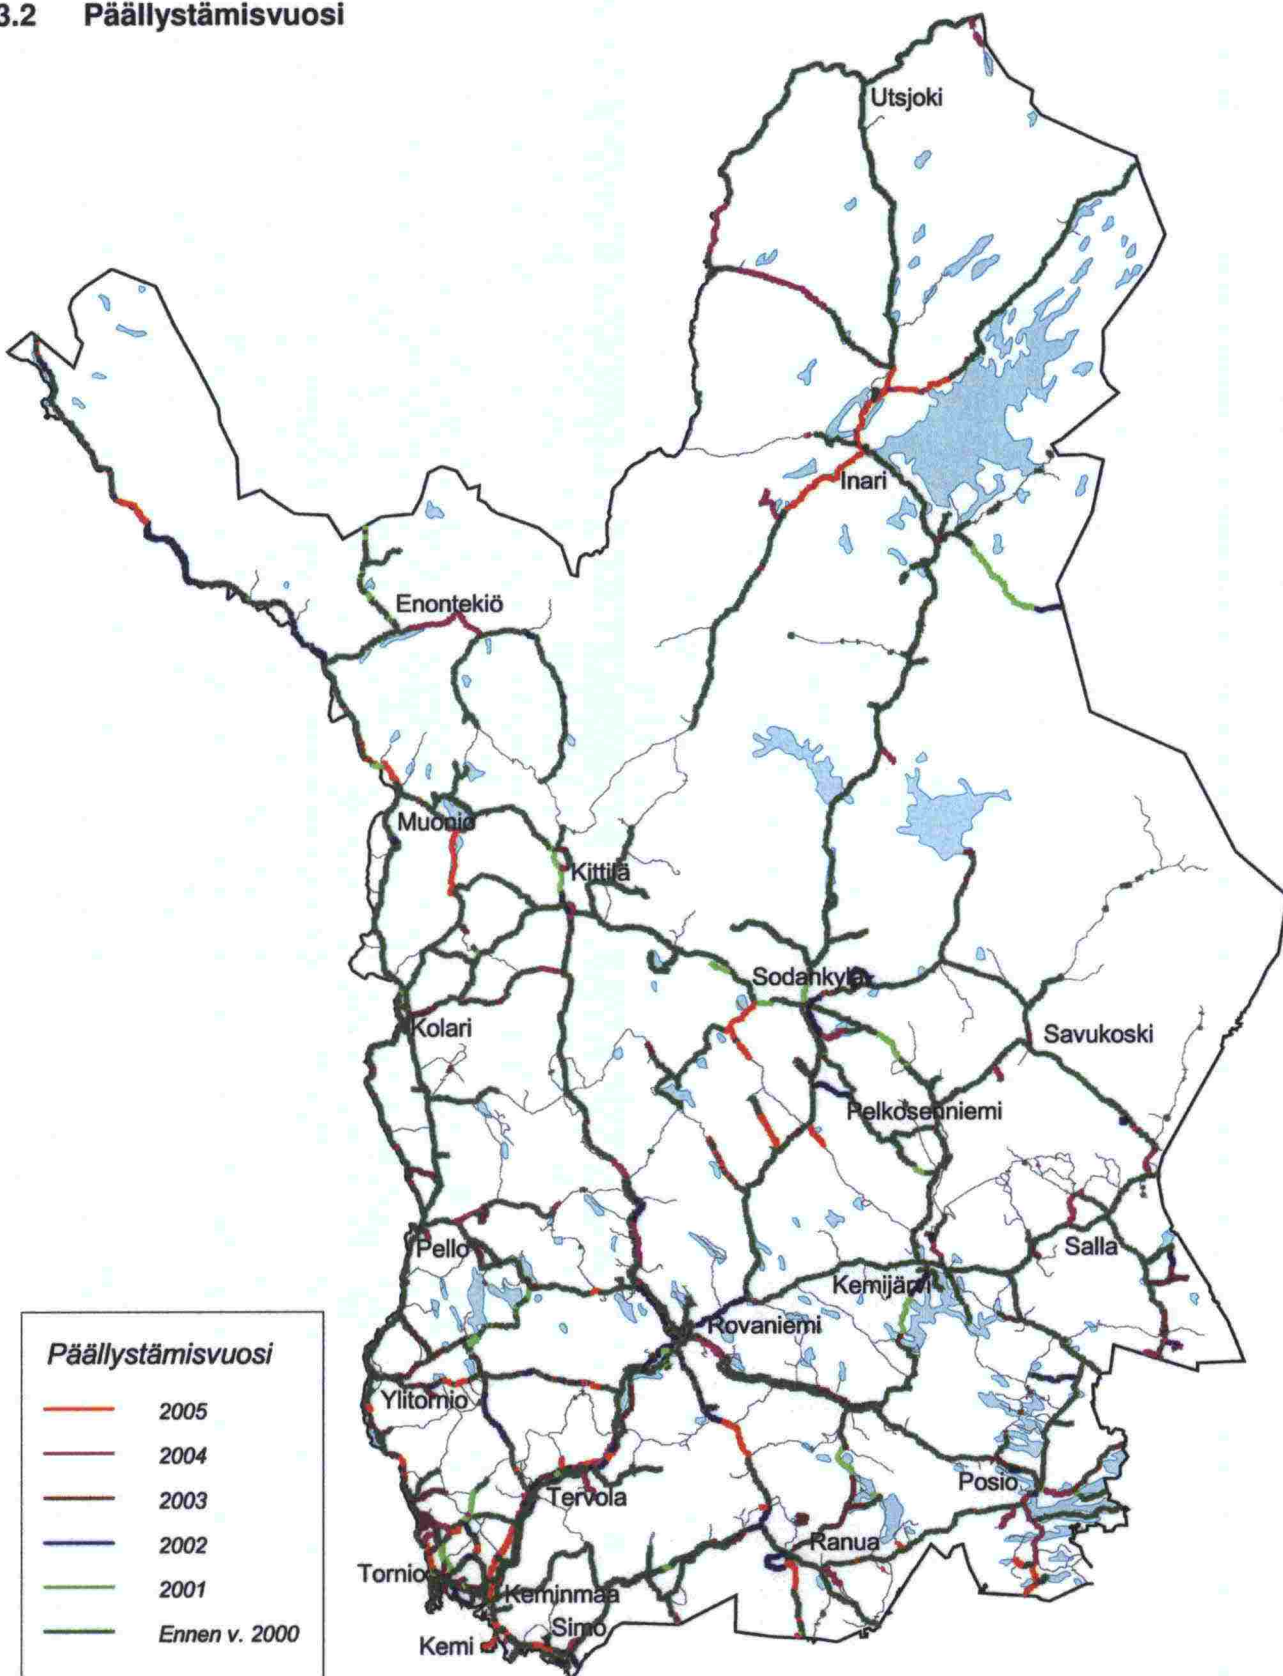 3.2 Päällystämisvuosi
Utsjoki
Inari
Enontekiö
Muonio
Kittilä
Sodankylä
Kolari
Savukoski
Pelkosenniemi
Pello
Salla
Kemijärvi
Rovaniemi
Ylitornio
Posio
Tervola
Ranua
Tornio
Keminmaa
Simo
Kemi
Päällystämisvuosi
2005
2004
2003
2002
2001
Ennen v. 2000